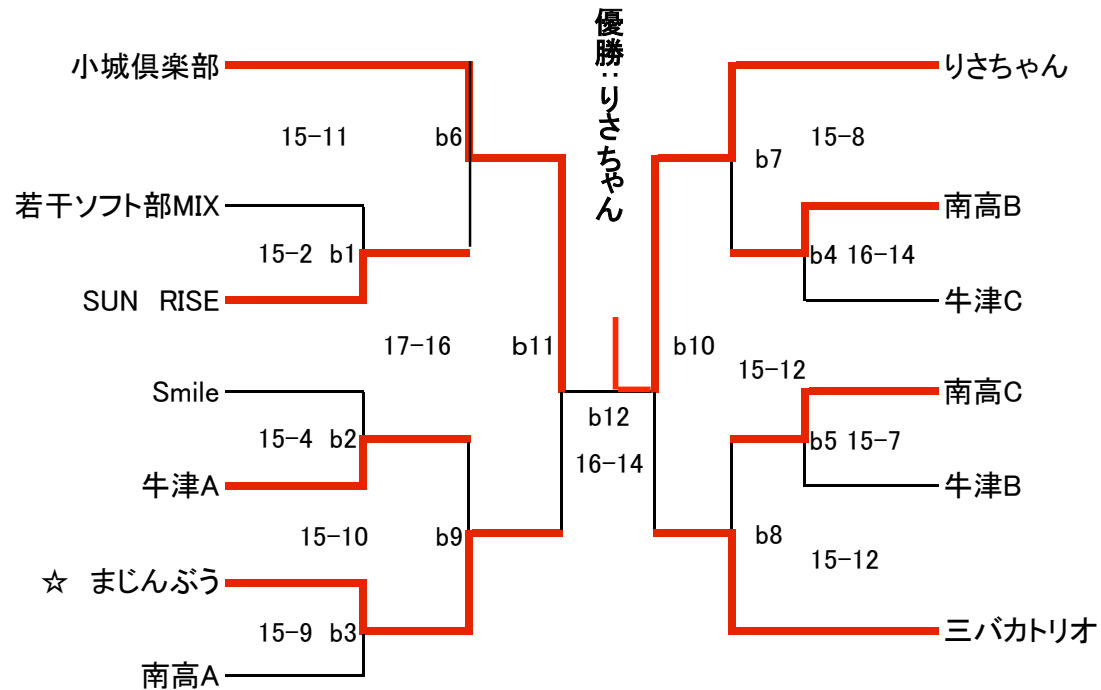 優勝：りさちゃん
小城倶楽部
りさちゃん
15-11 b6
b7 15-8
若干ソフト部MIX
南高B
15-2 b1
b4 16-14
SUN RISE
牛津C
17-16 b11
b10
15-12
Smile
南高C
b12
15-4 b2
b5 15-7
16-14
牛津A
牛津B
15-10 b9
b8
15-12
☆ まじんぶう
15-9 b3
三バカトリオ
南高A